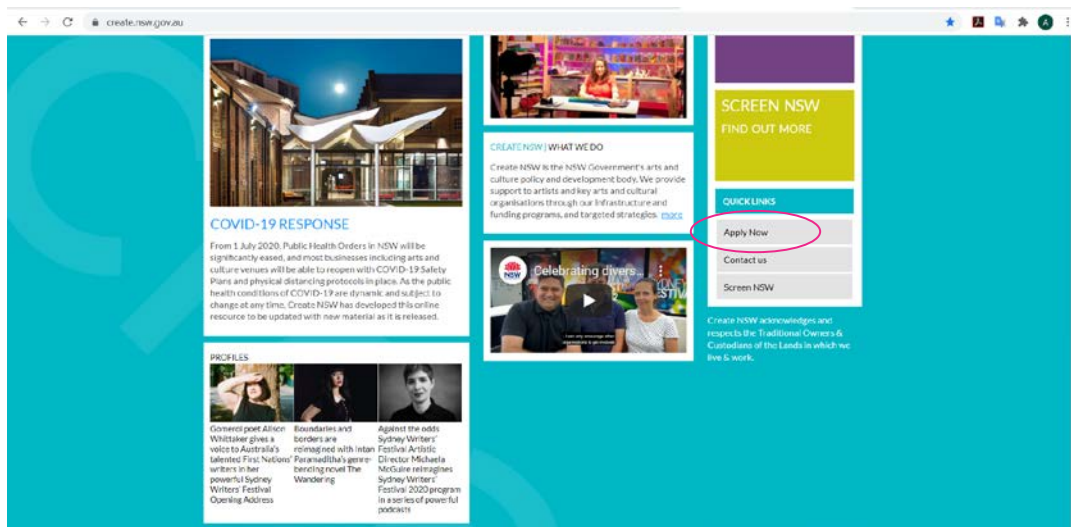 create.nsw.gov.au
A
COVID-19 RESPONSE
From 1 July 2020, Public Health Orders in NSW will be
significantly eased, and most businesses including arts and
culture venues will be able to reopen with COVID-19 Safety
Plans and physical distancing protocols in place. As the public
health conditions of COVID-19 are dynamic and subject to
change at any time, Create NSW has developed this online
resource to be updated with new material as it is released.
PROFILES
Gomeroi poet Alison
Whittaker gives a
voice to Australia's
talented First Nations'
writers in her
powerful Sydney
Writers' Festival
Opening Address
Boundaries and
borders are
reimagined with Intan
Paramaditha's genre-
bending novel The
Wandering
Against the odds
Sydney Writers'
Festival Artistic
Director Michaela
McGuire reimagines
Sydney Writers'
Festival 2020 program
in a series of powerful
podcasts
CREATE NSW | WHAT WE DO
Create NSW is the NSW Government's arts and
culture policy and development body. We provide
support to artists and key arts and cultural
organisations through our Infrastructure and
funding programs, and targeted strategies. more
NSW
Celebrating divers...
SCREEN NSW
FIND OUT MORE
QUICK LINKS
Apply Now
Contact us
Screen NSW
Create NSW acknowledges and
respects the Traditional Owners &
Custodians of the Lands in which we
live & work.